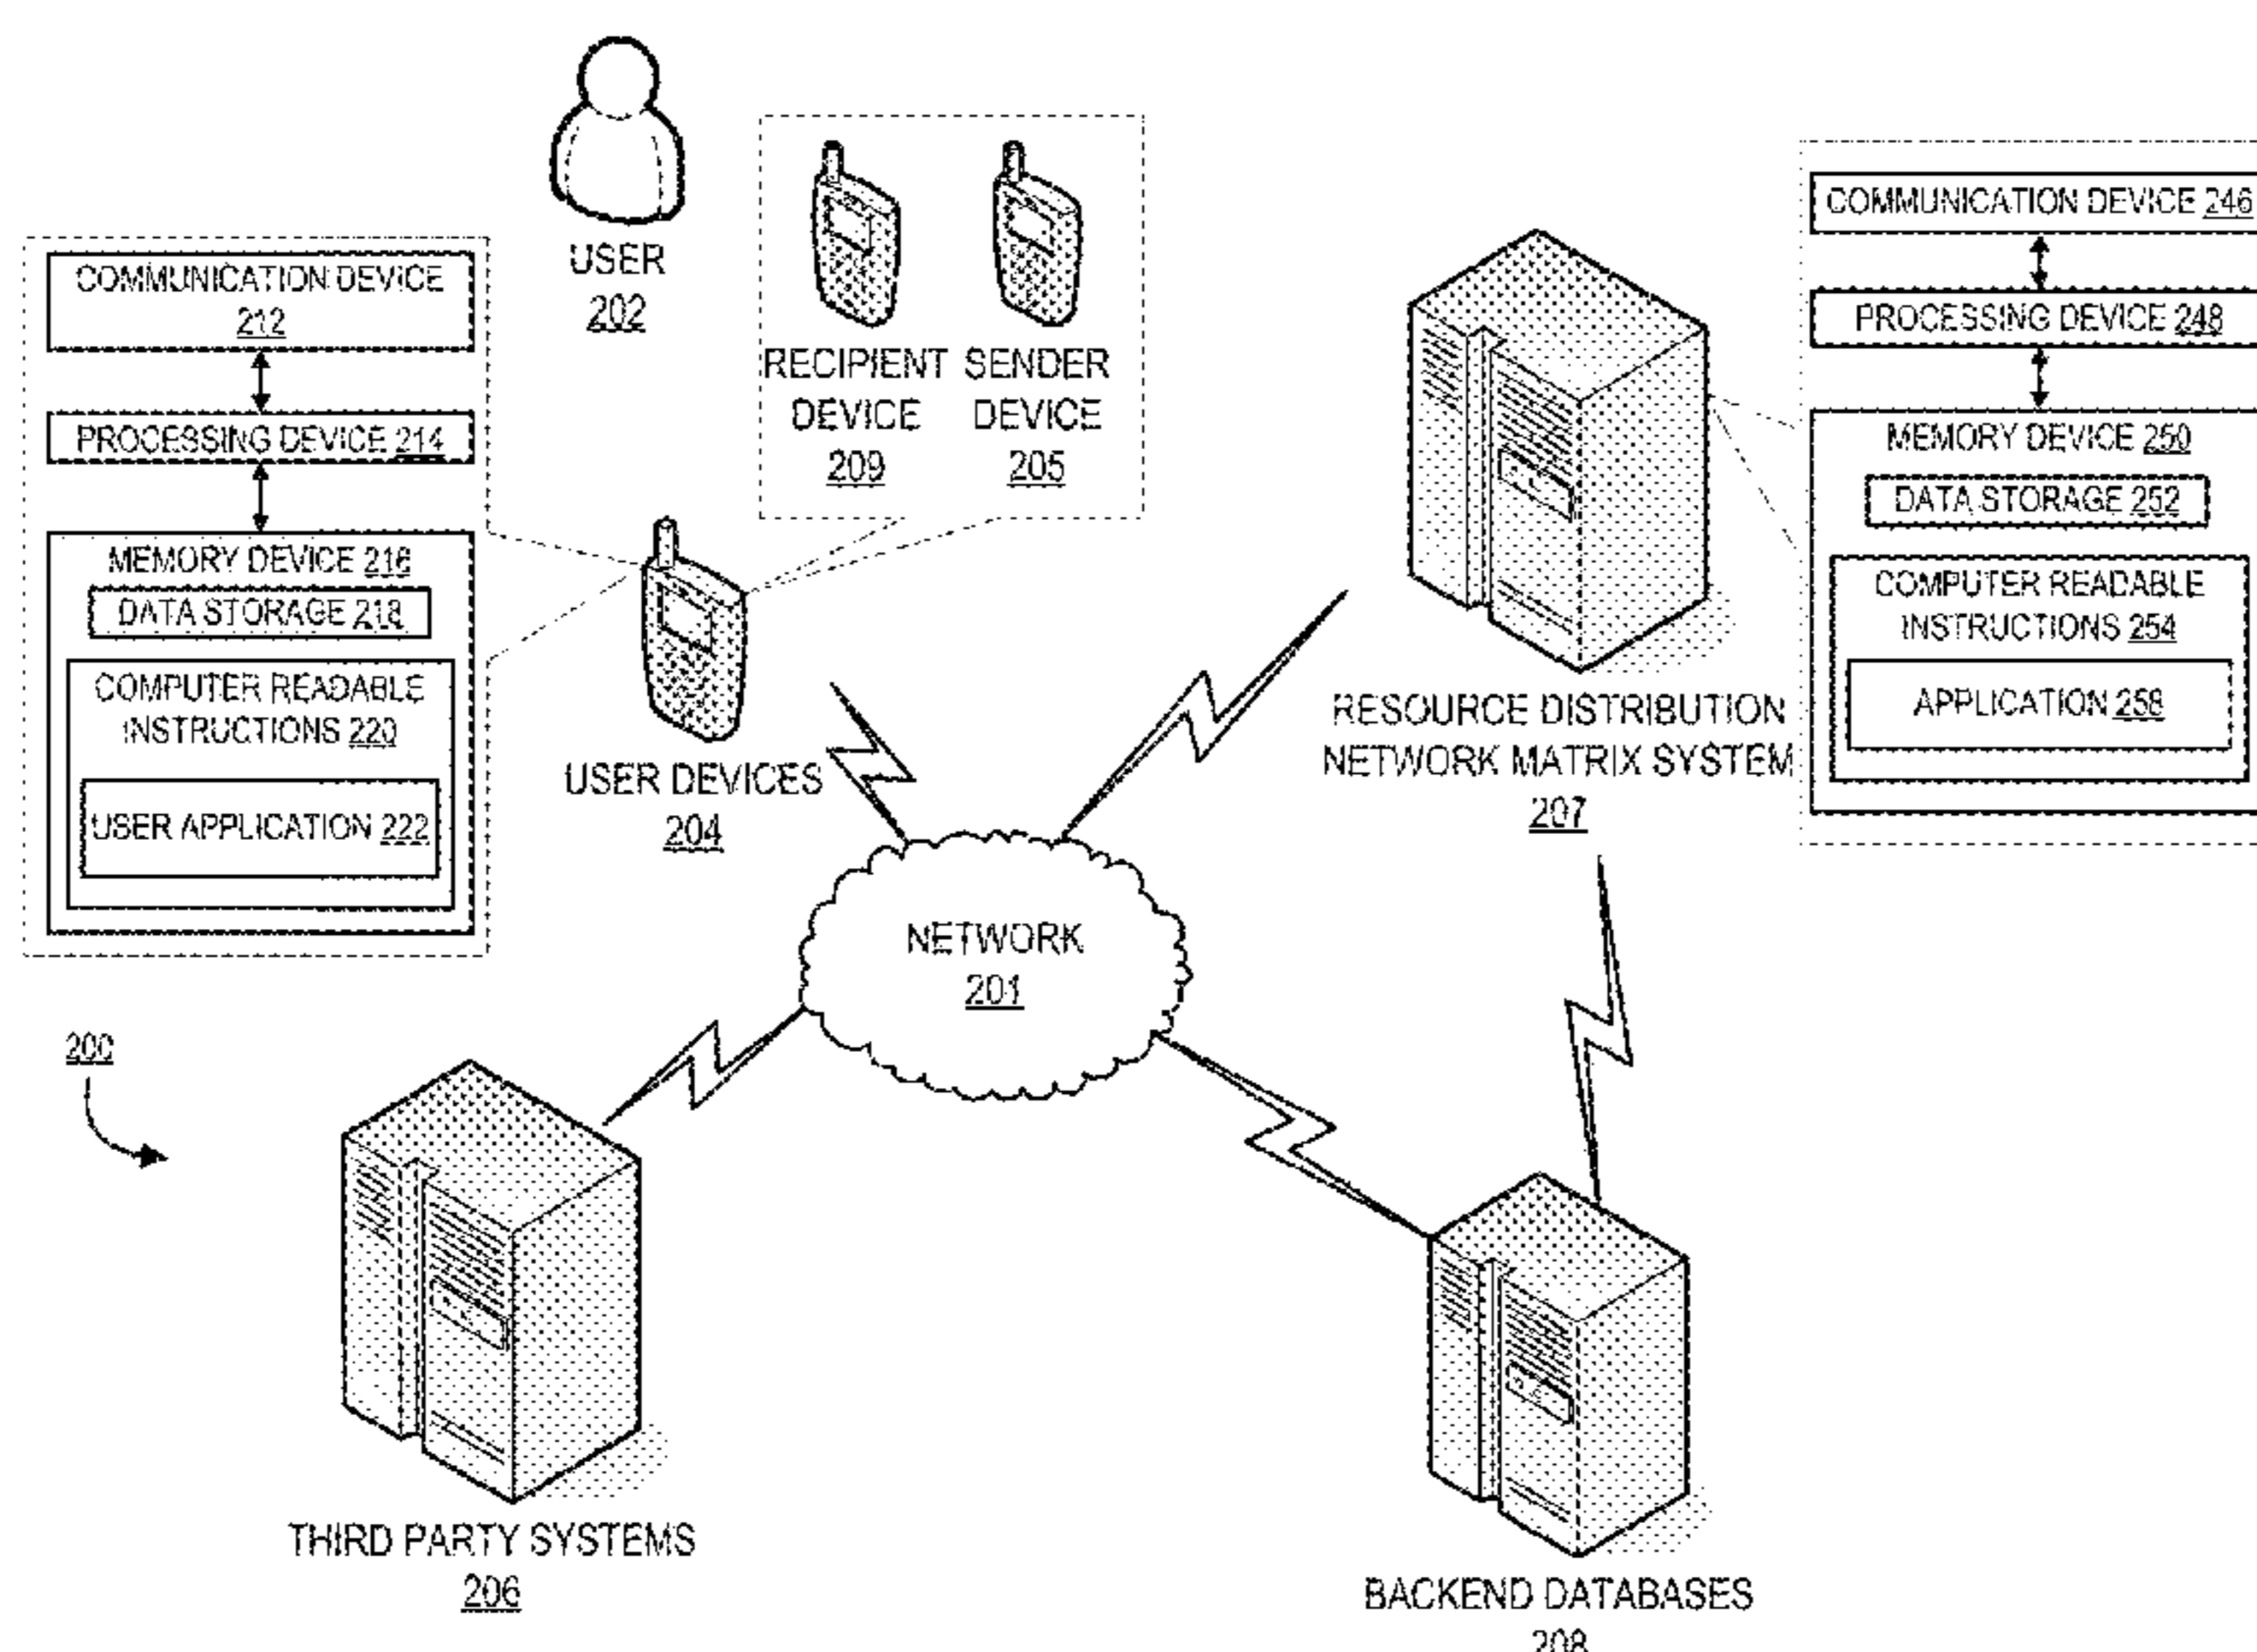 USER
202
COMMUNICATION DEVICE
212
PROCESSING DEVICE 214
MEMORY DEVICE 216
DATA STORAGE 218
COMPUTER READABLE
INSTRUCTIONS 220
USER APPLICATION 222
RECIPIENT
DEVICE
209
SENDER
DEVICE
205
USER DEVICES
204
COMMUNICATION DEVICE 246
PROCESSING DEVICE 248
MEMORY DEVICE 250
DATA STORAGE 252
COMPUTER READABLE
INSTRUCTIONS 254
APPLICATION 258
RESOURCE DISTRIBUTION
NETWORK MATRIX SYSTEM
207
NETWORK
201
200
THIRD PARTY SYSTEMS
206
BACKEND DATABASES
208